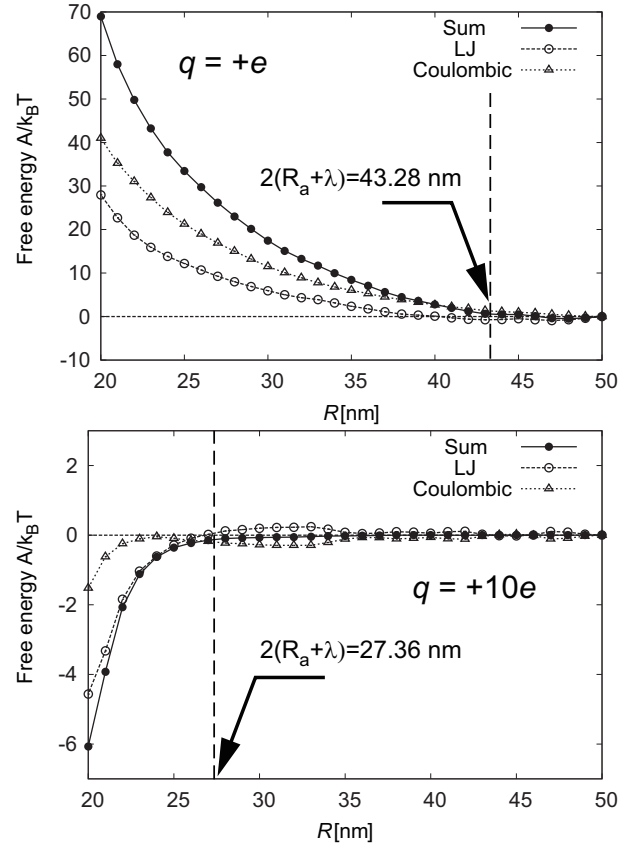 70
60
50
40
30
20
10
0
-10
Free energy A/k_BT
q = +e
Sum
LJ
Coulombic
2(R_a+λ)=43.28 nm
20 25 30 35 40 45 50
R[nm]
2
0
-2
-4
-6
Free energy A/k_BT
Sum
LJ
Coulombic
q = +10e
2(R_a+λ)=27.36 nm
20 25 30 35 40 45 50
R[nm]